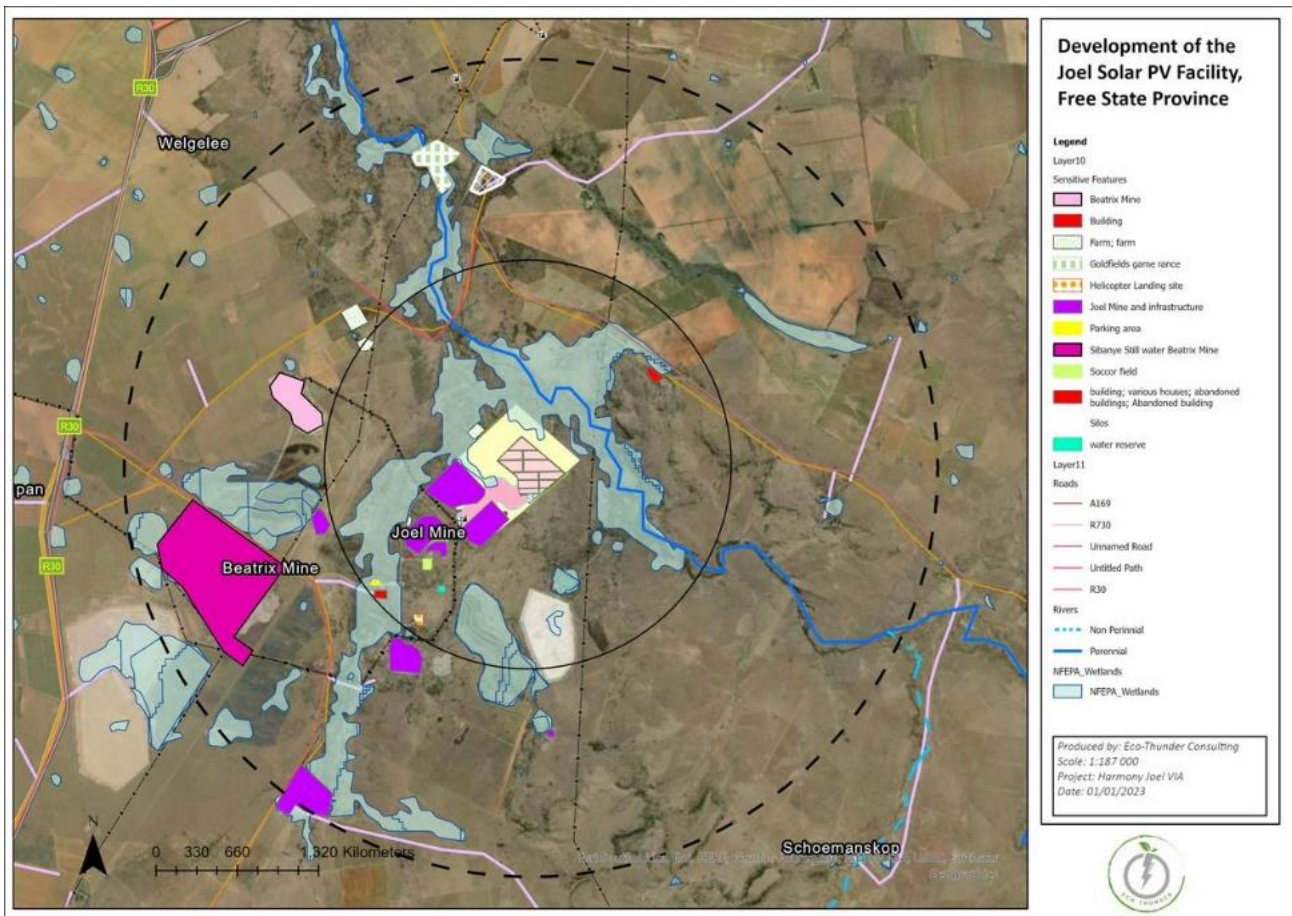 R30
Welgelee
R30
pan
Joel Mine
Beatrix Mine
R30
Schoemanskop
N
0 330 660 1,320 Kilometers
Development of the
Joel Solar PV Facility,
Free State Province
Legend
Layer10
Sensitive Features
Beatrix Mine
Building
Farm; farm
Goldfields game rance
Helicopter Landing site
Joel Mine and infrastructure
Parking area
Sibanye Still water Beatrix Mine
Soccor field
building; various houses; abandoned
buildings; Abandoned building
Silos
water reserve
Layer11
Roads
A169
R730
Unnamed Road
Untitled Path
R30
Rivers
Non Perinnial
Perennial
NFEPA_Wetlands
NFEPA_Wetlands
Produced by: Eco-Thunder Consulting
Scale: 1:187 000
Project: Harmony Joel VIA
Date: 01/01/2023
ECO THUNDER